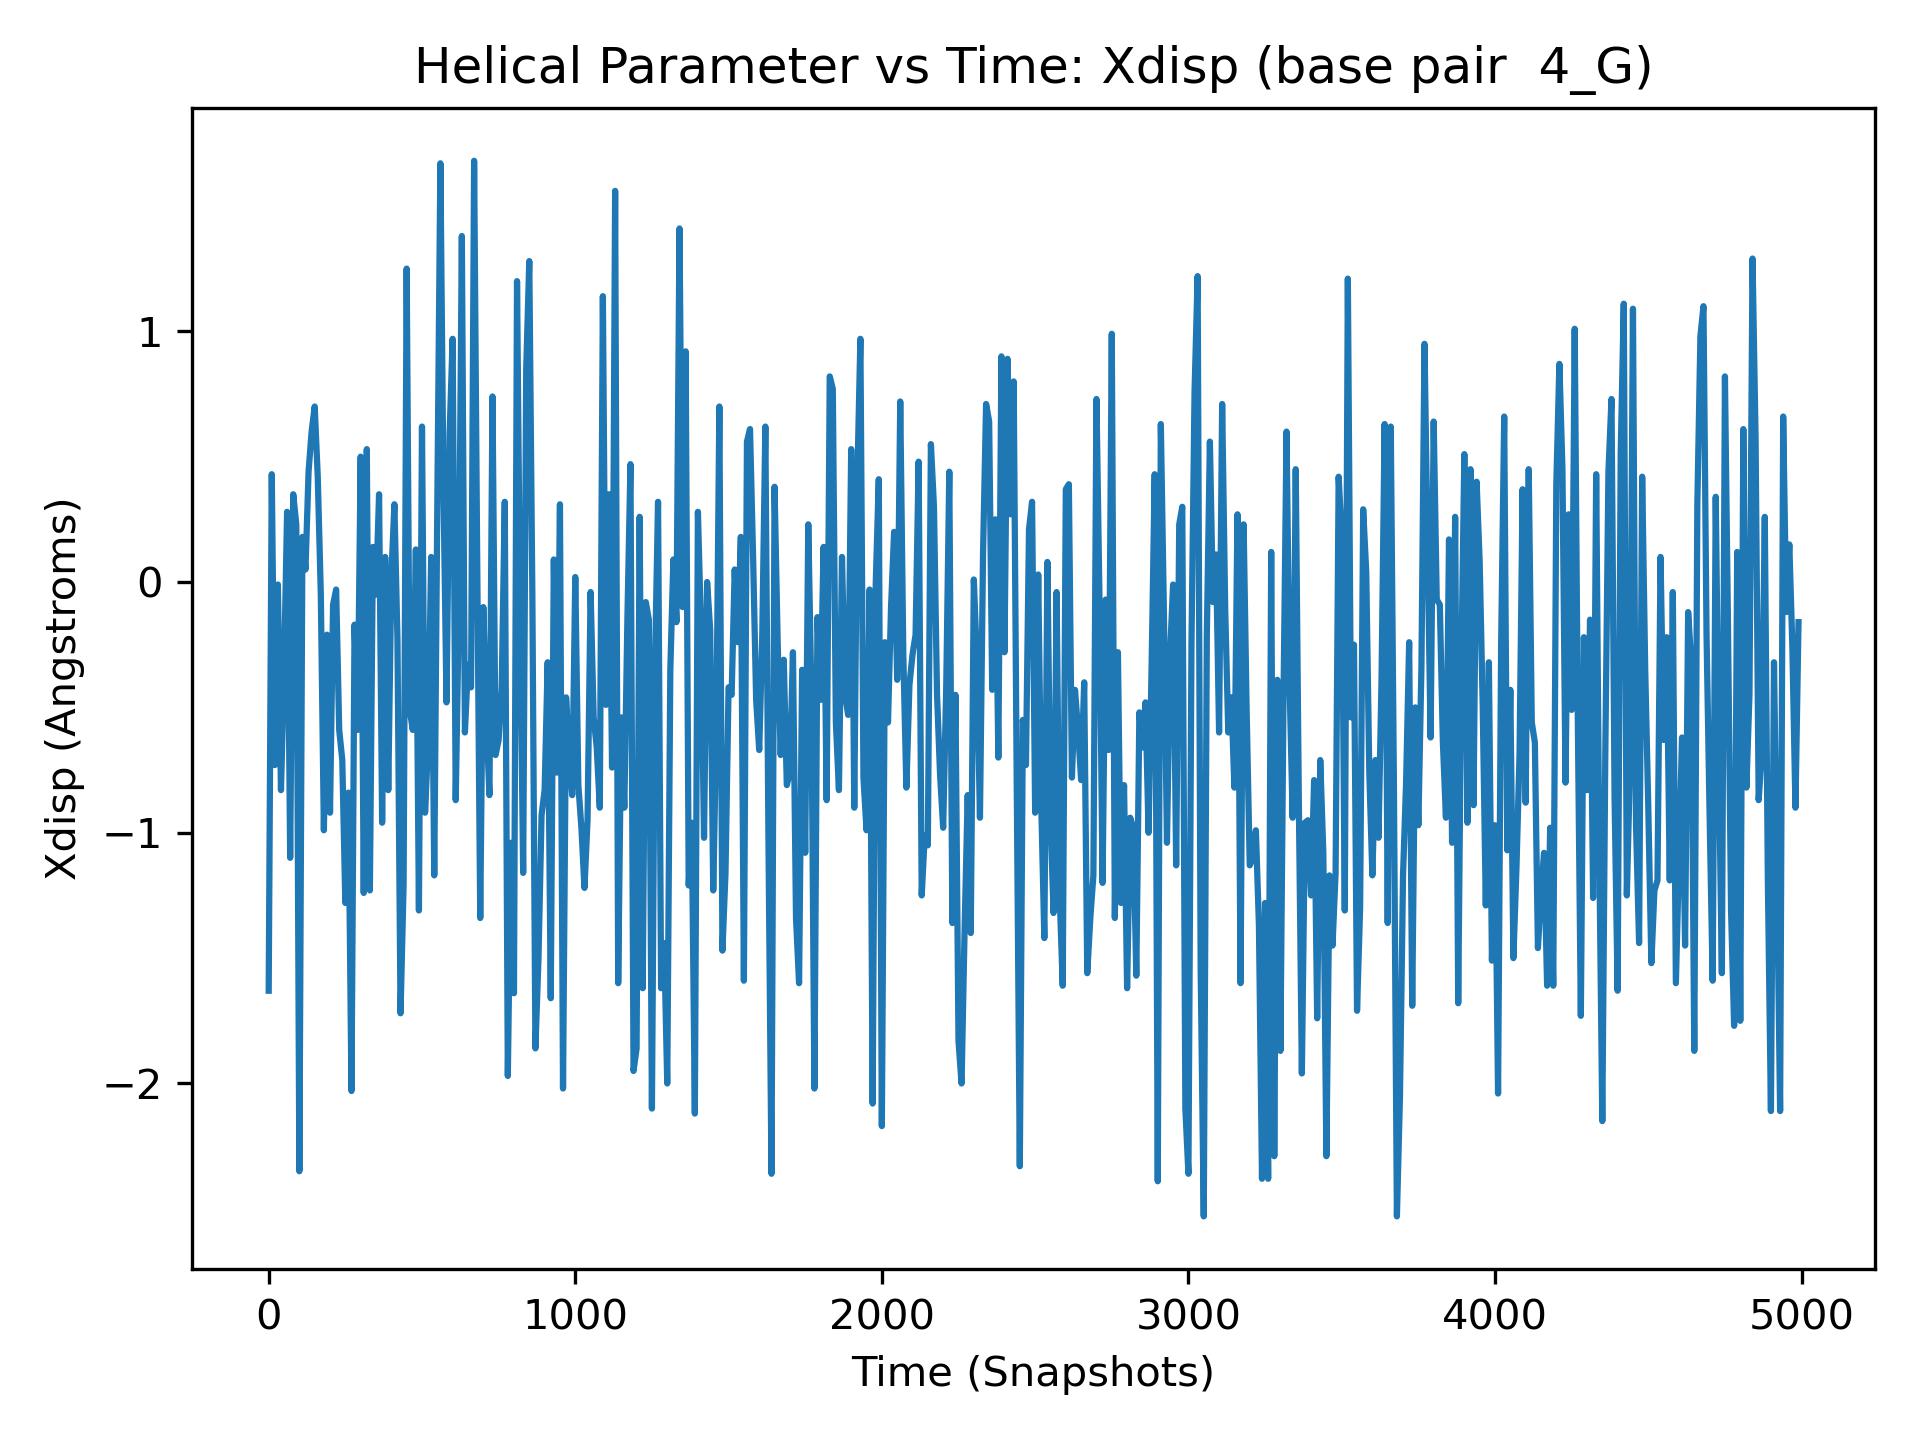 Helical Parameter vs Time: Xdisp (base pair  4_G)
Xdisp (Angstroms)
1
0
−1
−2
0 1000 2000 3000 4000 5000
Time (Snapshots)